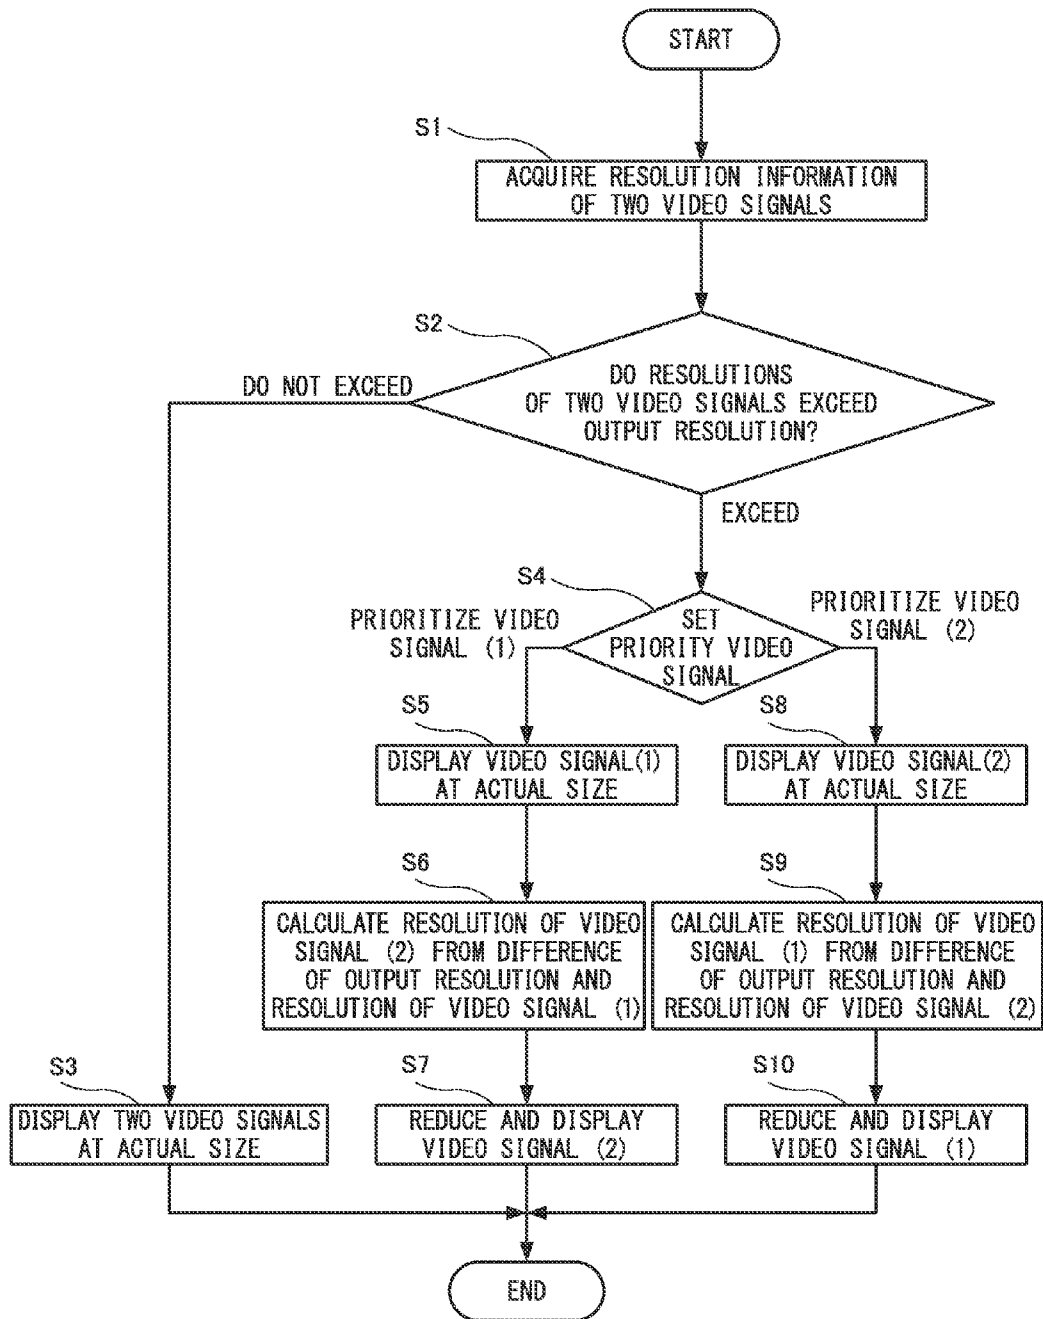 START
S1
ACQUIRE RESOLUTION INFORMATION
OF TWO VIDEO SIGNALS
S2
DO RESOLUTIONS
OF TWO VIDEO SIGNALS EXCEED
OUTPUT RESOLUTION?
DO NOT EXCEED
EXCEED
S4
SET
PRIORITY VIDEO
SIGNAL
PRIORITIZE VIDEO
SIGNAL (1)
PRIORITIZE VIDEO
SIGNAL (2)
S5
DISPLAY VIDEO SIGNAL(1)
AT ACTUAL SIZE
S8
DISPLAY VIDEO SIGNAL(2)
AT ACTUAL SIZE
S6
CALCULATE RESOLUTION OF VIDEO
SIGNAL (2) FROM DIFFERENCE
OF OUTPUT RESOLUTION AND
RESOLUTION OF VIDEO SIGNAL (1)
S9
CALCULATE RESOLUTION OF VIDEO
SIGNAL (1) FROM DIFFERENCE
OF OUTPUT RESOLUTION AND
RESOLUTION OF VIDEO SIGNAL (2)
S3
DISPLAY TWO VIDEO SIGNALS
AT ACTUAL SIZE
S7
REDUCE AND DISPLAY
VIDEO SIGNAL (2)
S10
REDUCE AND DISPLAY
VIDEO SIGNAL (1)
END